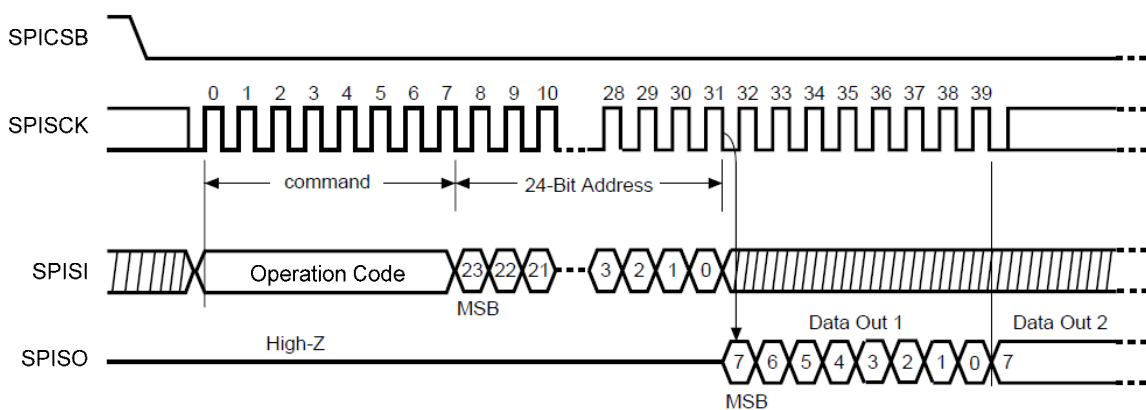 SPICSB
0 1 2 3 4 5 6 7 8 9 10 28 29 30 31 32 33 34 35 36 37 38 39
SPISCK
command 24-Bit Address
SPISI Operation Code 23 22 21 3 2 1 0
MSB
Data Out 1 Data Out 2
High-Z
SPISO 7 6 5 4 3 2 1 0 7
MSB